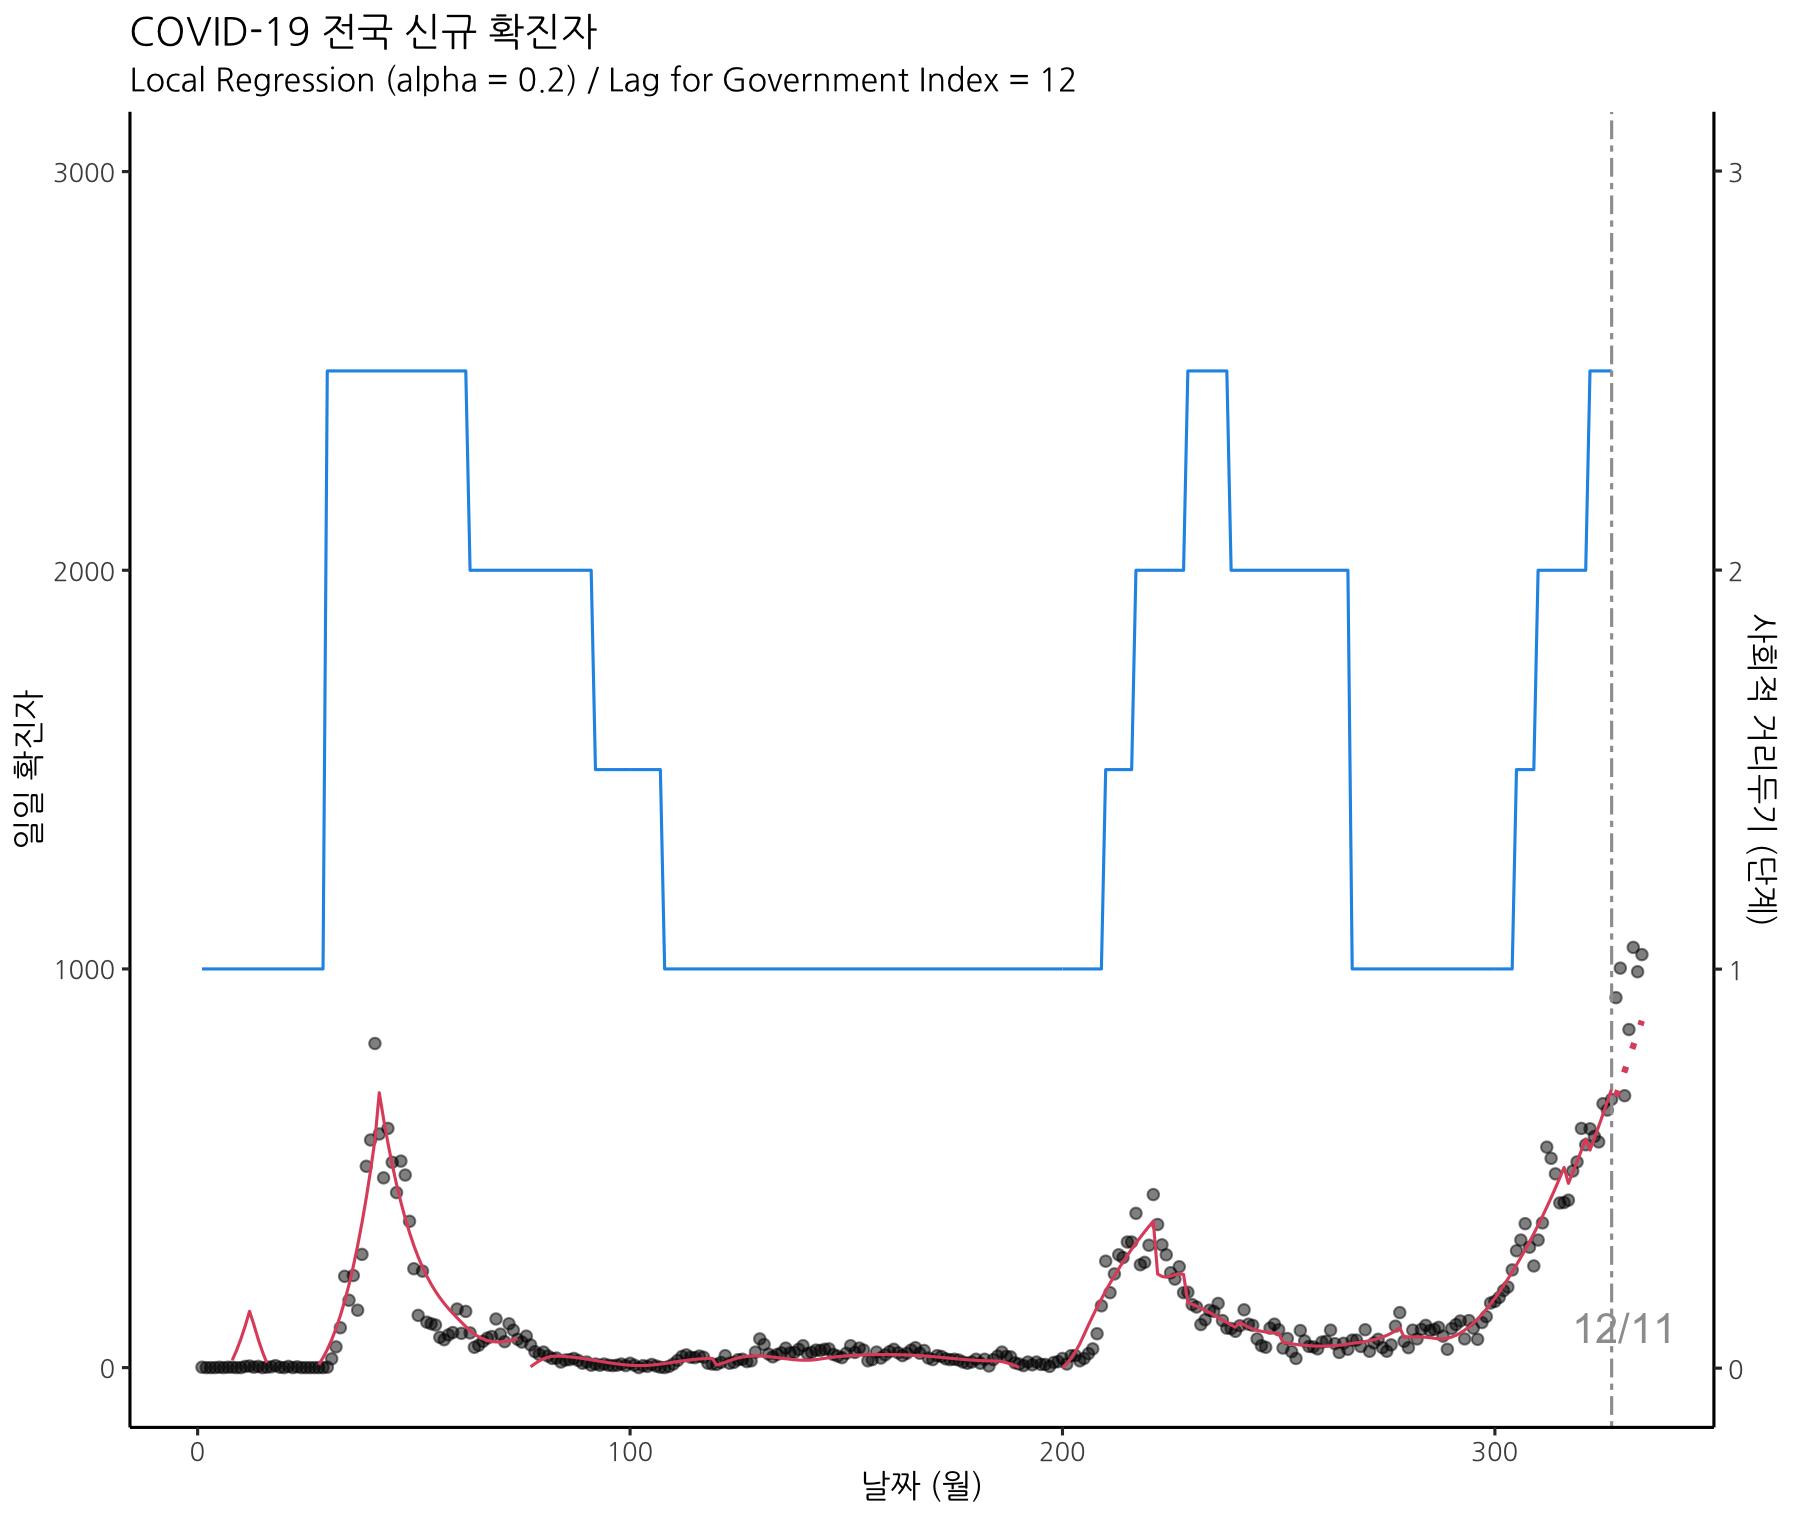 COVID-19 전국 신규 확진자
Local Regression (alpha = 0.2) / Lag for Government Index = 12
3000
2000
1000
0
일일 확진자
3
2
1
0
사회적 거리두기 (단계)
12/11
0
100
200
300
날짜 (월)